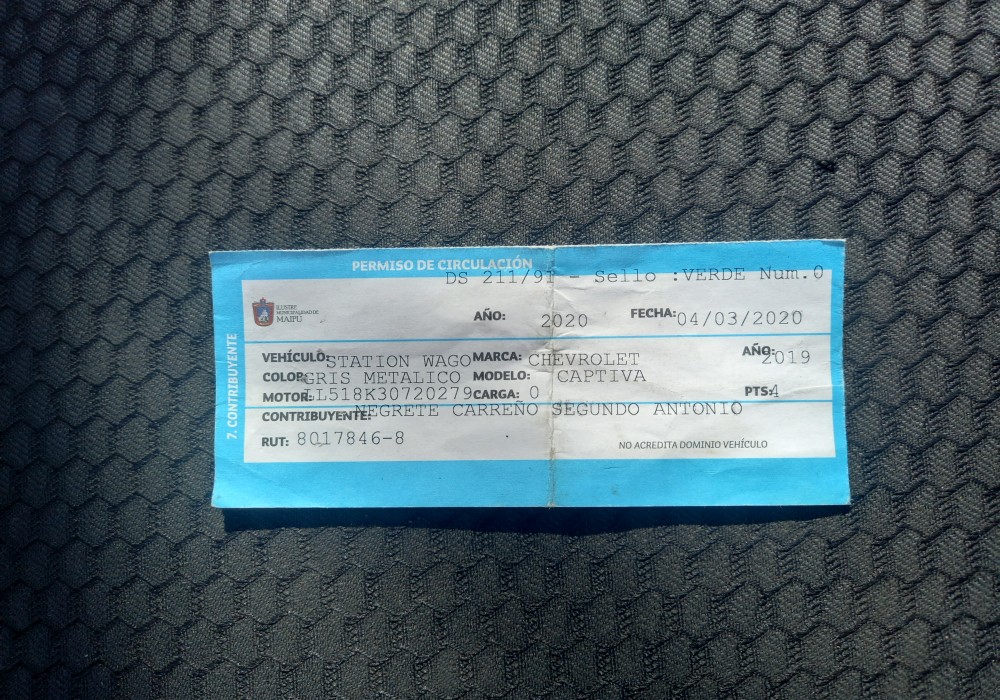 PERMISO DE CIRCULACIÓN
DS 211/91 - Sello :VERDE Num.0
ILUSTRE
MUNICIPALIDAD DE
MAIPÚ
AÑO: 2020 FECHA: 04/03/2020
7. CONTRIBUYENTE
VEHÍCULO: STATION WAGO MARCA: CHEVROLET AÑO: 2019
COLOR: GRIS METALICO MODELO: CAPTIVA
MOTOR: LL518K30720279 CARGA: 0 PTS: 4
CONTRIBUYENTE: NEGRETE CARREÑO SEGUNDO ANTONIO
RUT: 8017846-8
NO ACREDITA DOMINIO VEHÍCULO